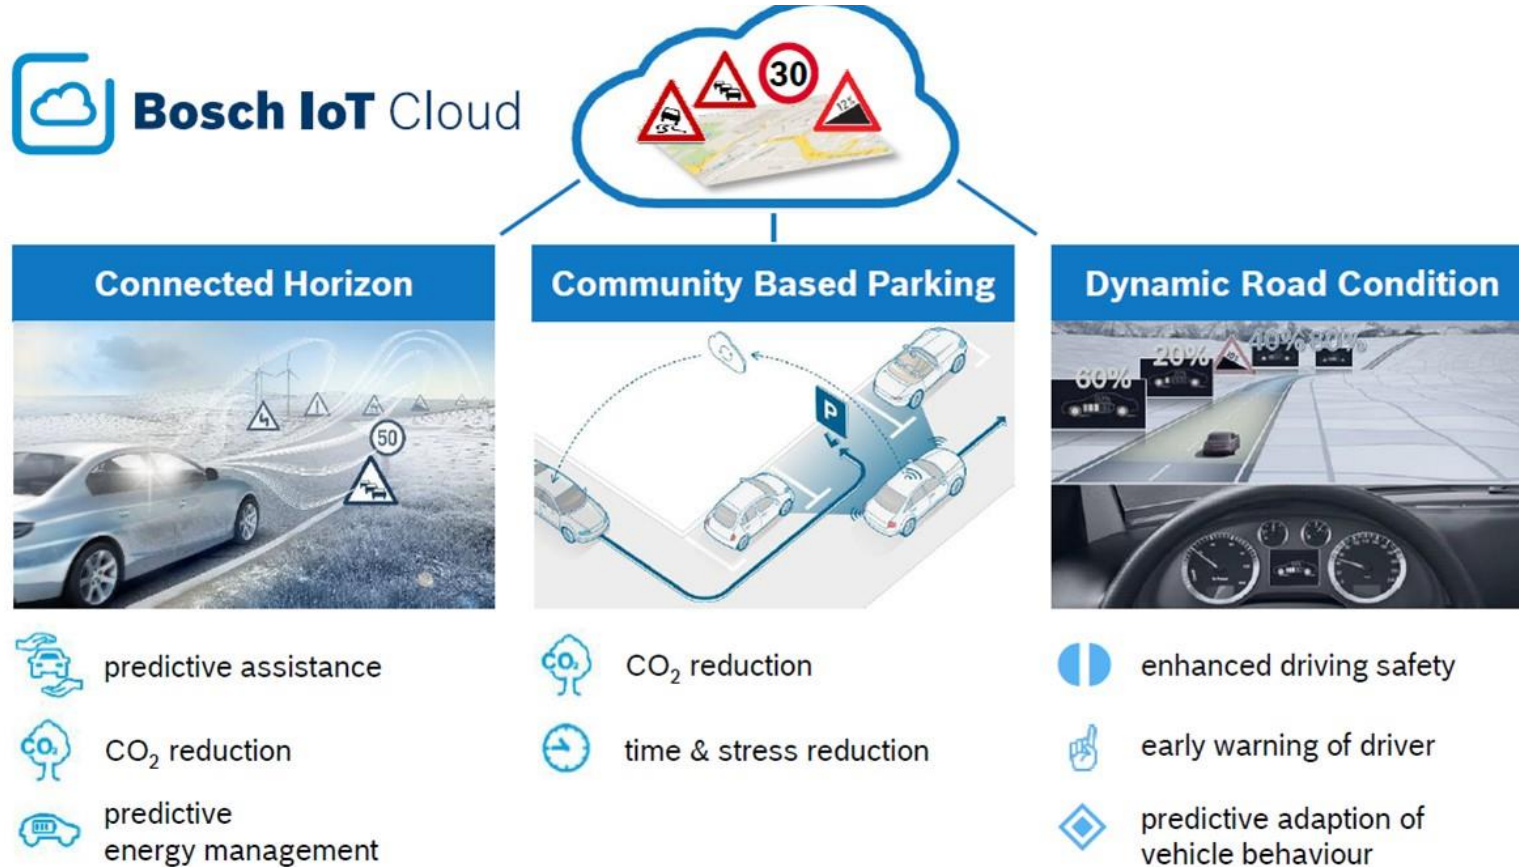 Bosch IoT Cloud
30
12%
Connected Horizon
Community Based Parking
Dynamic Road Condition
50
P
60%
20%
40%
predictive assistance
CO₂ reduction
predictive
energy management
CO₂ reduction
time & stress reduction
enhanced driving safety
early warning of driver
predictive adaption of
vehicle behaviour